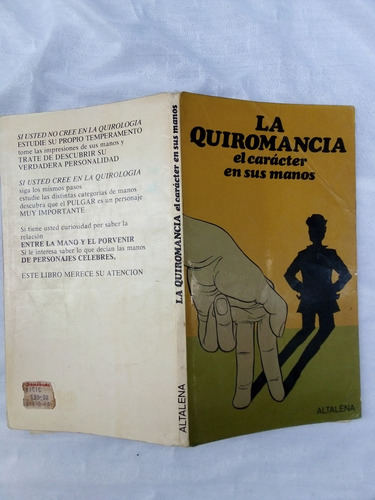 SI USTED NO CREE EN LA QUIROLOGIA
ESTUDIE SU PROPIO TEMPERAMENTO
tome las impresiones de sus manos y
TRATE DE DESCUBRIR SU
VERDADERA PERSONALIDAD
SI USTED CREE EN LA QUIROLOGIA
siga los mismos pasos
estudie las distintas categorías de manos
descubra que el PULGAR es un personaje
MUY IMPORTANTE
Si tiene usted curiosidad por saber la
relación
ENTRE LA MANO Y EL PORVENIR
Si le interesa saber lo que decían las manos
DE PERSONAJES CELEBRES,
ESTE LIBRO MERECE SU ATENCION
LA QUIROMANCIA el carácter en sus manos
ALTALENA
LA
QUIROMANCIA
el carácter
en sus manos
ALTALENA